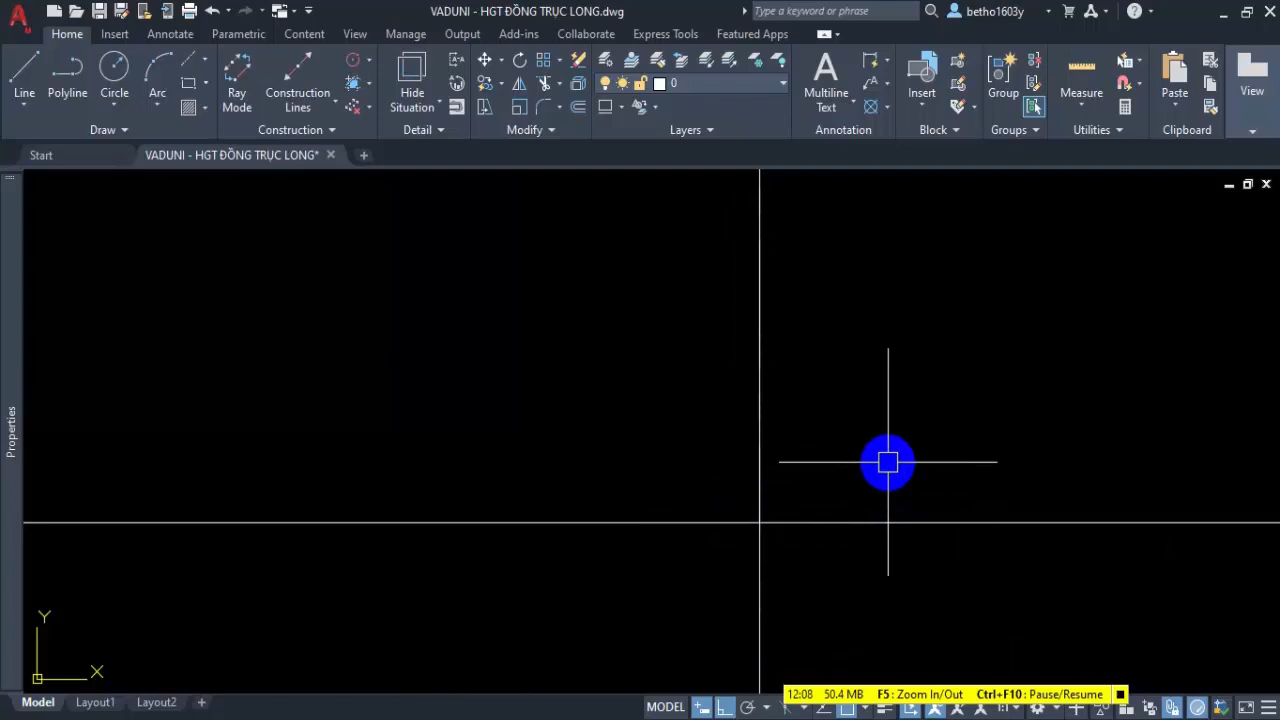 VADUNI - HGT ĐỒNG TRỤC LONG.dwg
Type a keyword or phrase
betho1603y
Home Insert Annotate Parametric Content View Manage Output Add-ins Collaborate Express Tools Featured Apps
Line Polyline Circle Arc
Ray Mode
Construction Lines
Hide Situation
0
Multiline Text
Insert
Group
Measure
Paste
View
Draw Construction Detail Modify Layers Annotation Block Groups Utilities Clipboard
Start
VADUNI - HGT ĐỒNG TRỤC LONG*
Properties
Y
X
12:08 50.4 MB F5: Zoom In/Out Ctrl+F10: Pause/Resume
Model Layout1 Layout2
MODEL